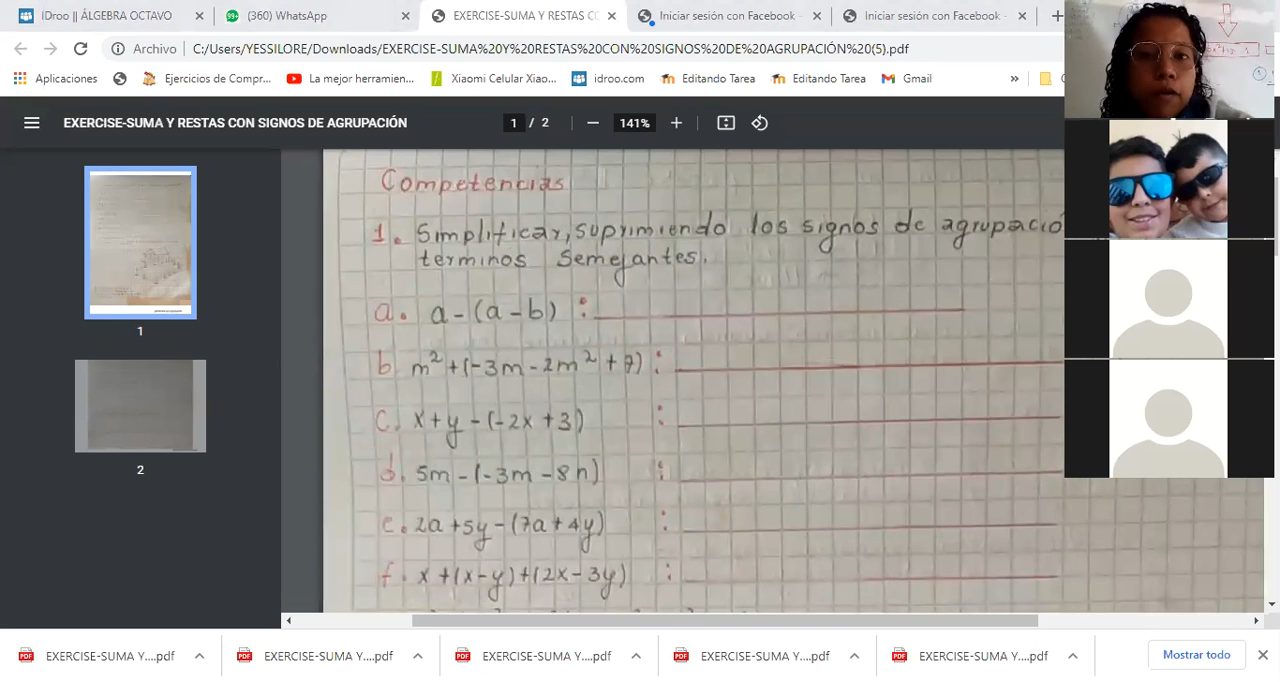 IDroo || ÁLGEBRA OCTAVO
(360) WhatsApp
EXERCISE-SUMA Y RESTAS CO
Iniciar sesión con Facebook
Iniciar sesión con Facebook
Archivo
C:/Users/YESSILORE/Downloads/EXERCISE-SUMA%20Y%20RESTAS%20CON%20SIGNOS%20DE%20AGRUPACIÓN%20(5).pdf
Aplicaciones
Ejercicios de Compr...
La mejor herramien...
Xiaomi Celular Xiao...
idroo.com
Editando Tarea
Editando Tarea
Gmail
»
EXERCISE-SUMA Y RESTAS CON SIGNOS DE AGRUPACIÓN
1 / 2
141%
1
2
Competencias
1. Simplificar, suprimiendo los signos de agrupació
terminos semejantes.
a. a - (a - b) :
b m² + (-3m - 2m² + 7) :
c. x + y - (-2x + 3) :
d. 5m - (-3m - 8n) :
e. 2a + 5y - (7a + 4y) :
f. x + (x - y) + (2x - 3y) :
EXERCISE-SUMA Y....pdf
EXERCISE-SUMA Y....pdf
EXERCISE-SUMA Y....pdf
EXERCISE-SUMA Y....pdf
EXERCISE-SUMA Y....pdf
Mostrar todo